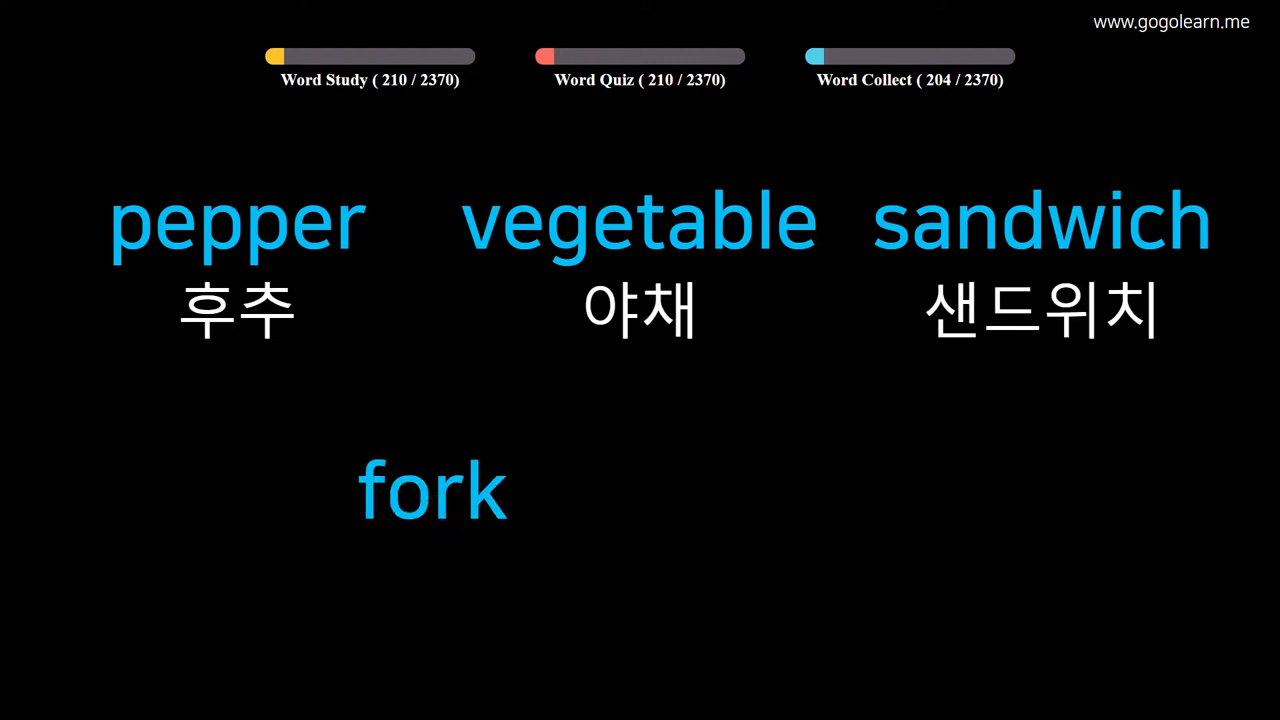 www.gogolearn.me
Word Study ( 210 / 2370)
Word Quiz ( 210 / 2370)
Word Collect ( 204 / 2370)
pepper vegetable sandwich
후추 야채 샌드위치
fork